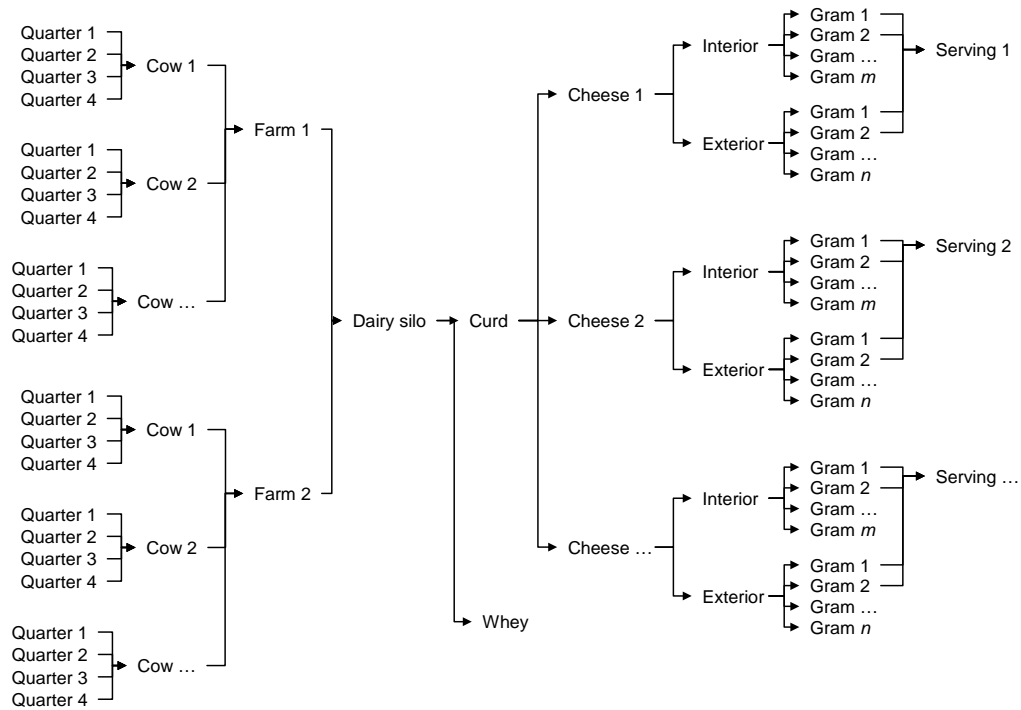 Quarter 1
Quarter 2
Quarter 3
Quarter 4
Cow 1
Quarter 1
Quarter 2
Quarter 3
Quarter 4
Cow 2
Quarter 1
Quarter 2
Quarter 3
Quarter 4
Cow …
Farm 1
Quarter 1
Quarter 2
Quarter 3
Quarter 4
Cow 1
Quarter 1
Quarter 2
Quarter 3
Quarter 4
Cow 2
Quarter 1
Quarter 2
Quarter 3
Quarter 4
Cow …
Farm 2
Dairy silo
Curd
Whey
Cheese 1
Interior
Gram 1
Gram 2
Gram …
Gram m
Exterior
Gram 1
Gram 2
Gram …
Gram n
Serving 1
Cheese 2
Interior
Gram 1
Gram 2
Gram …
Gram m
Exterior
Gram 1
Gram 2
Gram …
Gram n
Serving 2
Cheese …
Interior
Gram 1
Gram 2
Gram …
Gram m
Exterior
Gram 1
Gram 2
Gram …
Gram n
Serving …